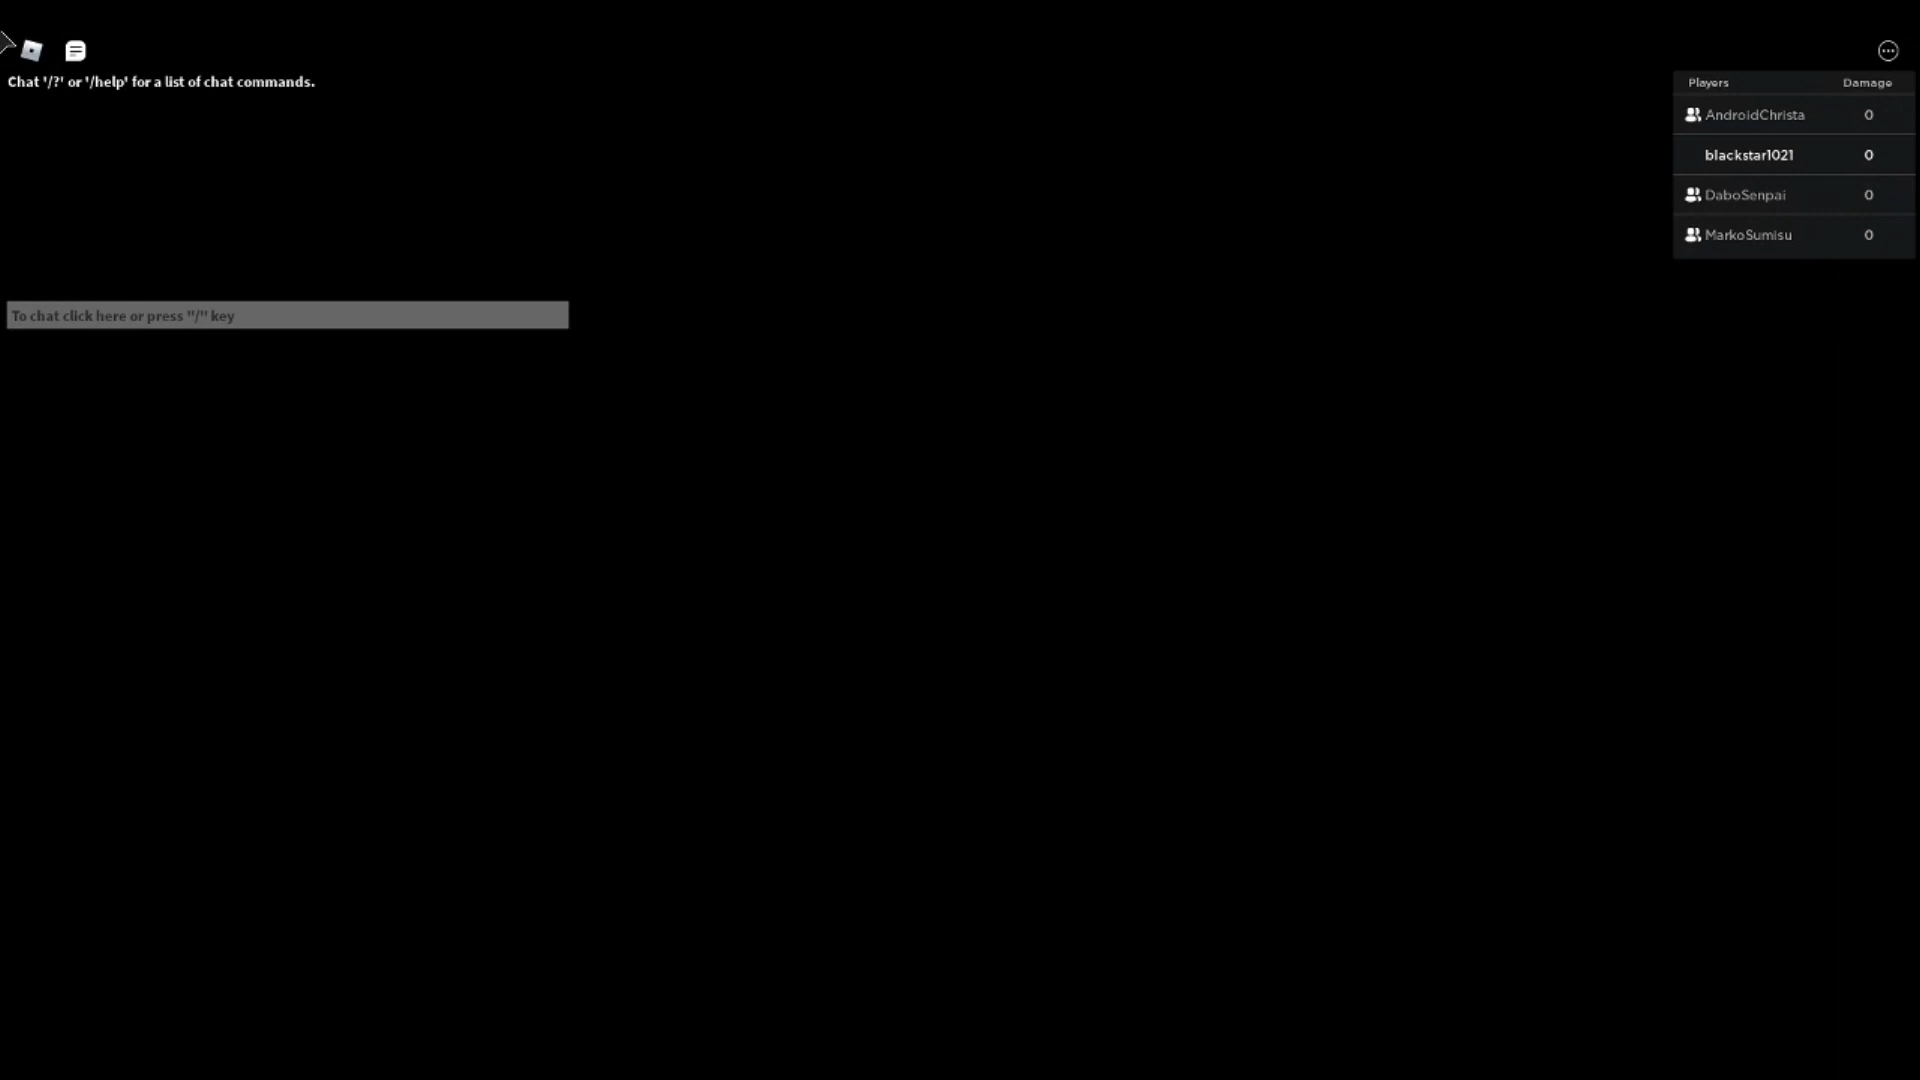 Chat '/?' or '/help' for a list of chat commands.
To chat click here or press "/" key
Players Damage
AndroidChrista 0
blackstar1021 0
DaboSenpai 0
MarkoSumisu 0